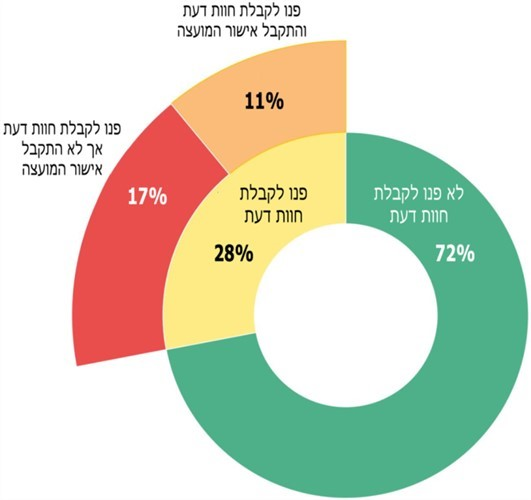 פנו לקבלת חוות דעת
והתקבל אישור המועצה
11%
פנו לקבלת חוות דעת
אך לא התקבל
אישור המועצה
17%
פנו לקבלת
חוות דעת
28%
לא פנו לקבלת
חוות דעת
72%